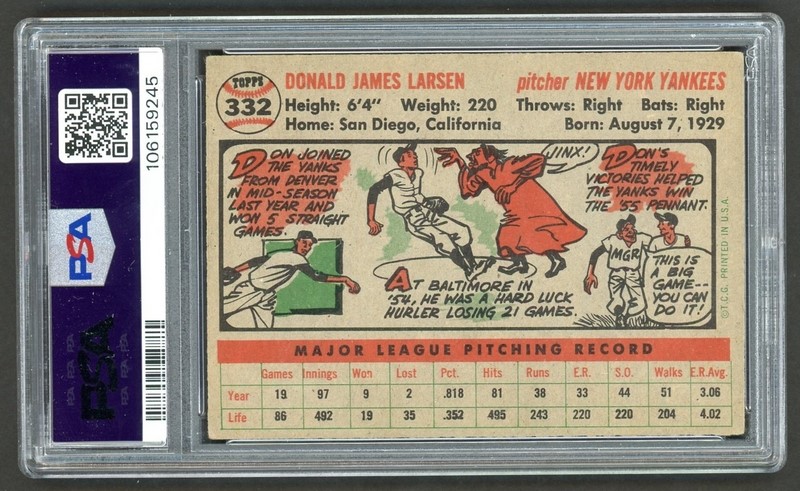 106159245
PSA
PSA
TOPPS
332
DONALD JAMES LARSEN
pitcher NEW YORK YANKEES
Height: 6'4" Weight: 220 Throws: Right Bats: Right
Home: San Diego, California Born: August 7, 1929
DON JOINED
THE YANKS
FROM DENVER
IN MID-SEASON
LAST YEAR AND
WON 5 STRAIGHT
GAMES.
JINX!
AT BALTIMORE IN
'54, HE WAS A HARD LUCK
HURLER LOSING 21 GAMES.
DON'S
TIMELY
VICTORIES HELPED
THE YANKS WIN
THE '55 PENNANT.
MGR
THIS IS
A BIG
GAME--
YOU CAN
DO IT!
©T.C.G. PRINTED IN U.S.A.
MAJOR LEAGUE PITCHING RECORD
Games Innings Won Lost Pct. Hits Runs E.R. S.O. Walks E.R.Avg.
Year 19 97 9 2 .818 81 38 33 44 51 3.06
Life 86 492 19 35 .352 495 243 220 220 204 4.02